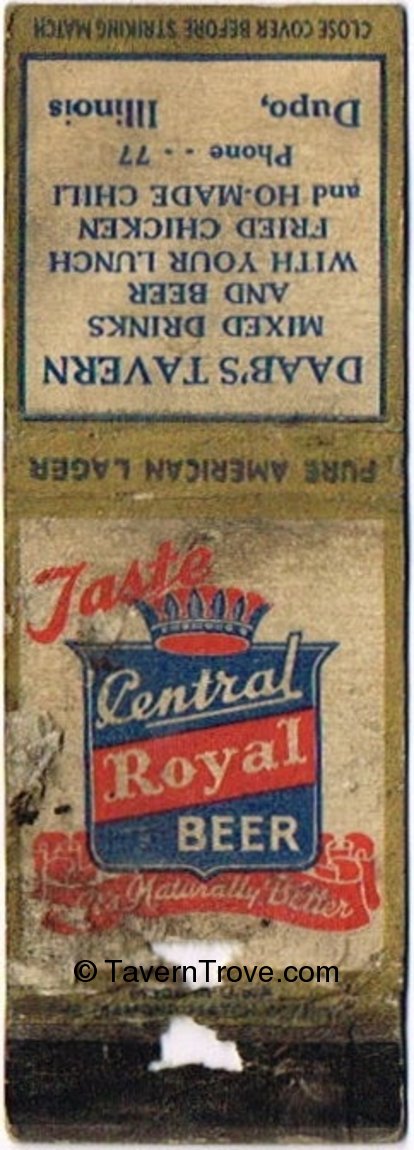 CLOSE COVER BEFORE STRIKING MATCH
DAAB'S TAVERN
MIXED DRINKS
AND BEER
WITH YOUR LUNCH
FRIED CHICKEN
and HO-MADE CHILI
Phone - - 77
Dupo, Illinois
PURE AMERICAN LAGER
Taste
Central
Royal
BEER
Naturally Better
© TavernTrove.com